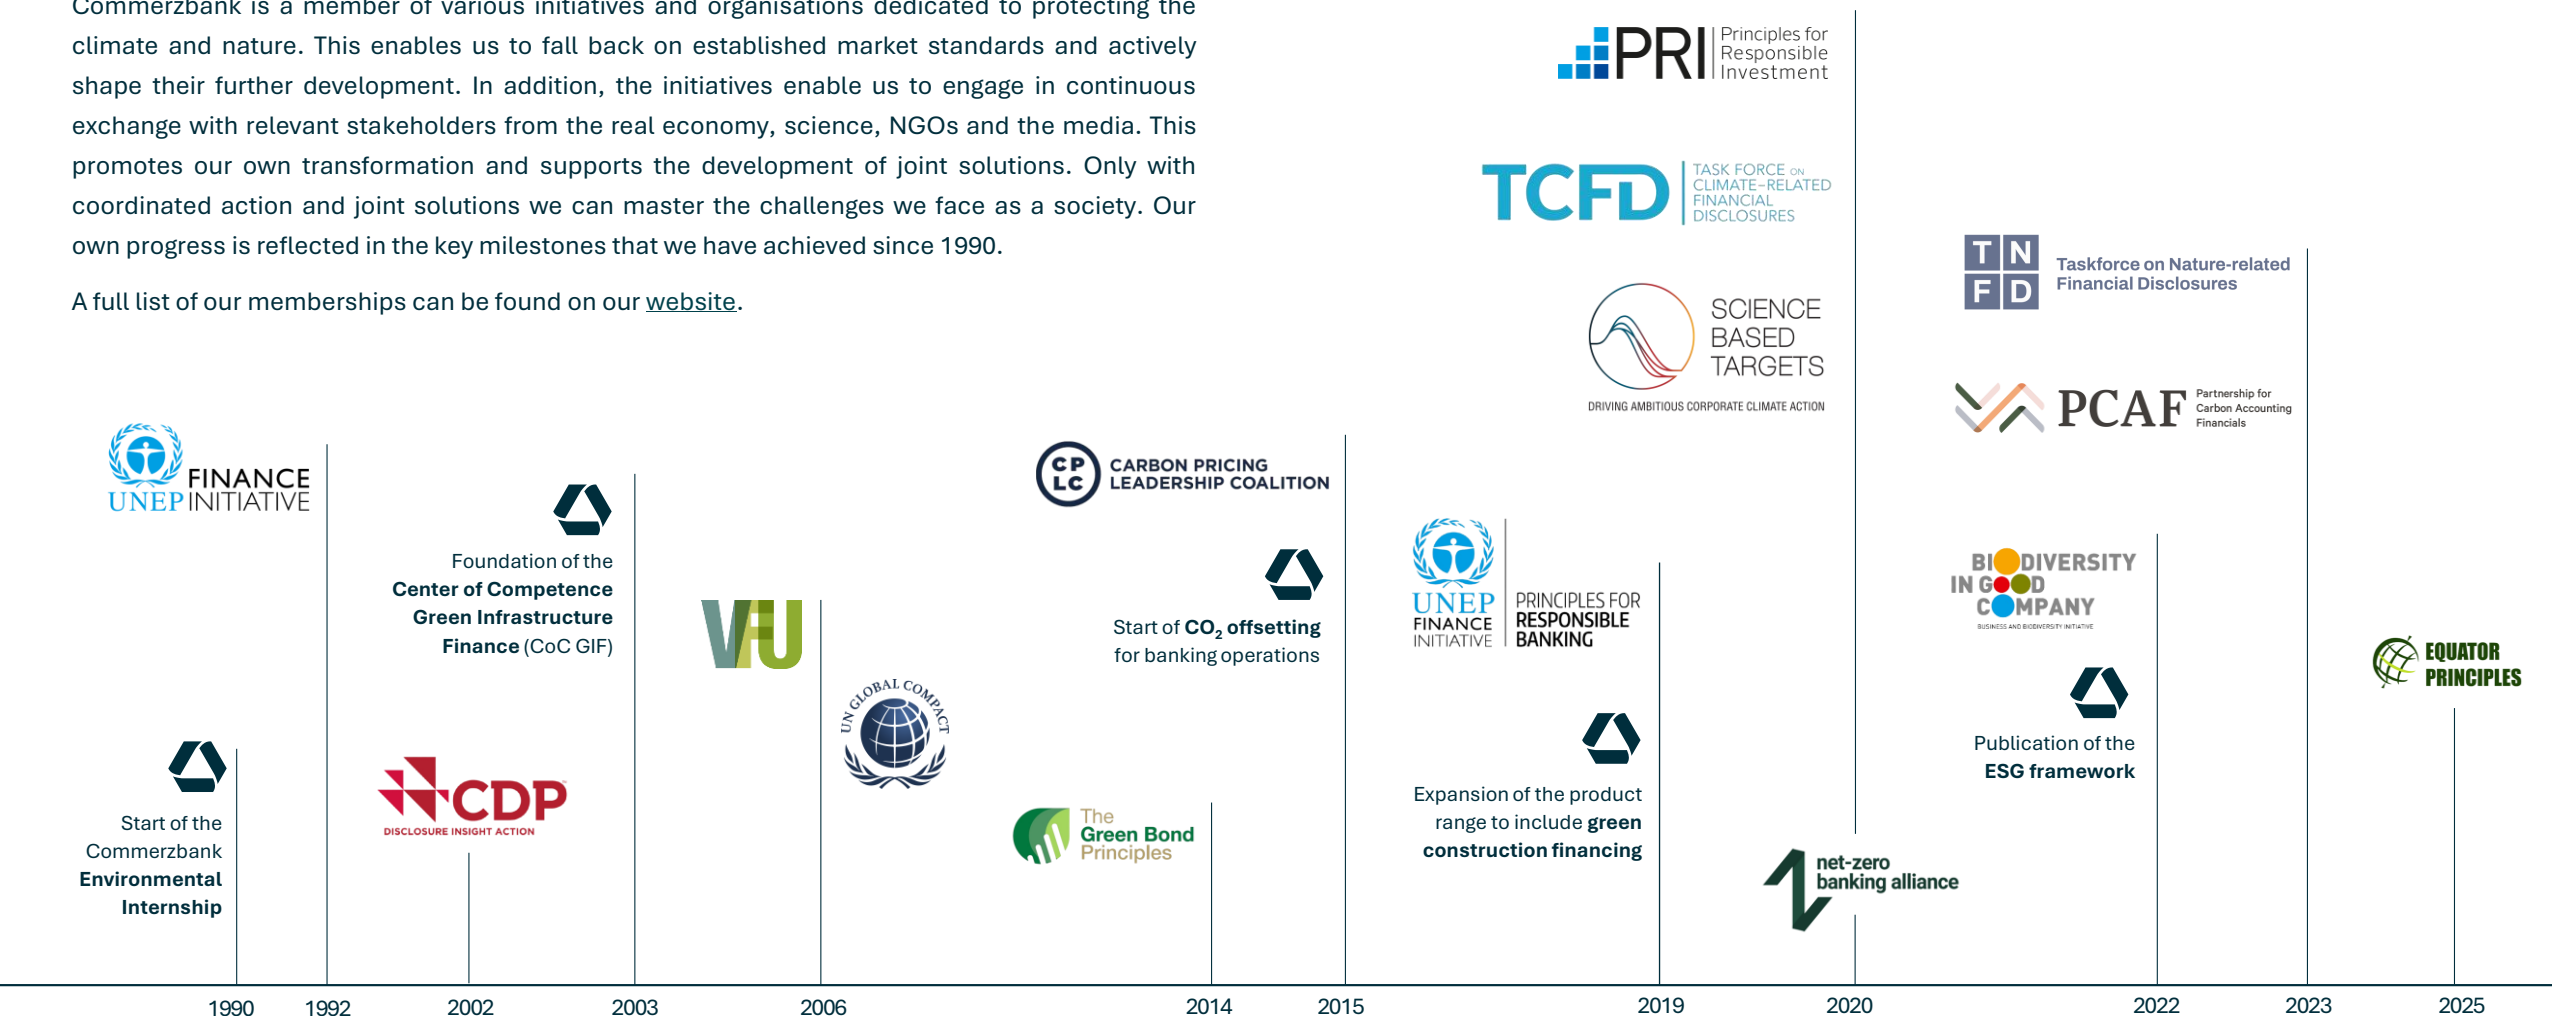 Commerzbank is a member of various initiatives and organisations dedicated to protecting the
climate and nature. This enables us to fall back on established market standards and actively
shape their further development. In addition, the initiatives enable us to engage in continuous
exchange with relevant stakeholders from the real economy, science, NGOs and the media. This
promotes our own transformation and supports the development of joint solutions. Only with
coordinated action and joint solutions we can master the challenges we face as a society. Our
own progress is reflected in the key milestones that we have achieved since 1990.
A full list of our memberships can be found on our website.
Start of the
Commerzbank
Environmental
Internship
UNEP FINANCE
INITIATIVE
CDP
DISCLOSURE INSIGHT ACTION
Foundation of the
Center of Competence
Green Infrastructure
Finance (CoC GIF)
VFU
UN GLOBAL COMPACT
The
Green Bond
Principles
CP
LC
CARBON PRICING
LEADERSHIP COALITION
Start of CO₂ offsetting
for banking operations
UNEP
FINANCE
INITIATIVE
PRINCIPLES FOR
RESPONSIBLE
BANKING
Expansion of the product
range to include green
construction financing
PRI
Principles for
Responsible
Investment
TCFD
TASK FORCE ON
CLIMATE-RELATED
FINANCIAL
DISCLOSURES
SCIENCE
BASED
TARGETS
DRIVING AMBITIOUS CORPORATE CLIMATE ACTION
net-zero
banking alliance
BIODIVERSITY
IN GOOD
COMPANY
BUSINESS AND BIODIVERSITY INITIATIVE
Publication of the
ESG framework
TN
FD
Taskforce on Nature-related
Financial Disclosures
PCAF
Partnership for
Carbon Accounting
Financials
EQUATOR
PRINCIPLES
1990 1992 2002 2003 2006 2014 2015 2019 2020 2022 2023 2025